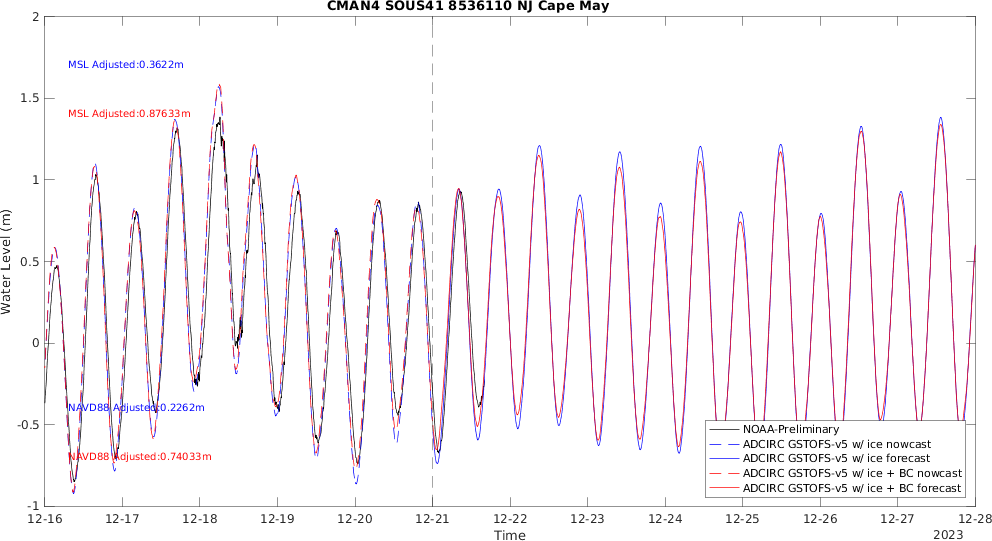 CMAN4 SOUS41 8536110 NJ Cape May
2
1.5
1
0.5
0
-0.5
-1
Water Level (m)
MSL Adjusted:0.3622m
MSL Adjusted:0.87633m
NAVD88 Adjusted:0.2262m
NAVD88 Adjusted:0.74033m
NOAA-Preliminary
ADCIRC GSTOFS-v5 w/ ice nowcast
ADCIRC GSTOFS-v5 w/ ice forecast
ADCIRC GSTOFS-v5 w/ ice + BC nowcast
ADCIRC GSTOFS-v5 w/ ice + BC forecast
12-16 12-17 12-18 12-19 12-20 12-21 12-22 12-23 12-24 12-25 12-26 12-27 12-28
Time
2023